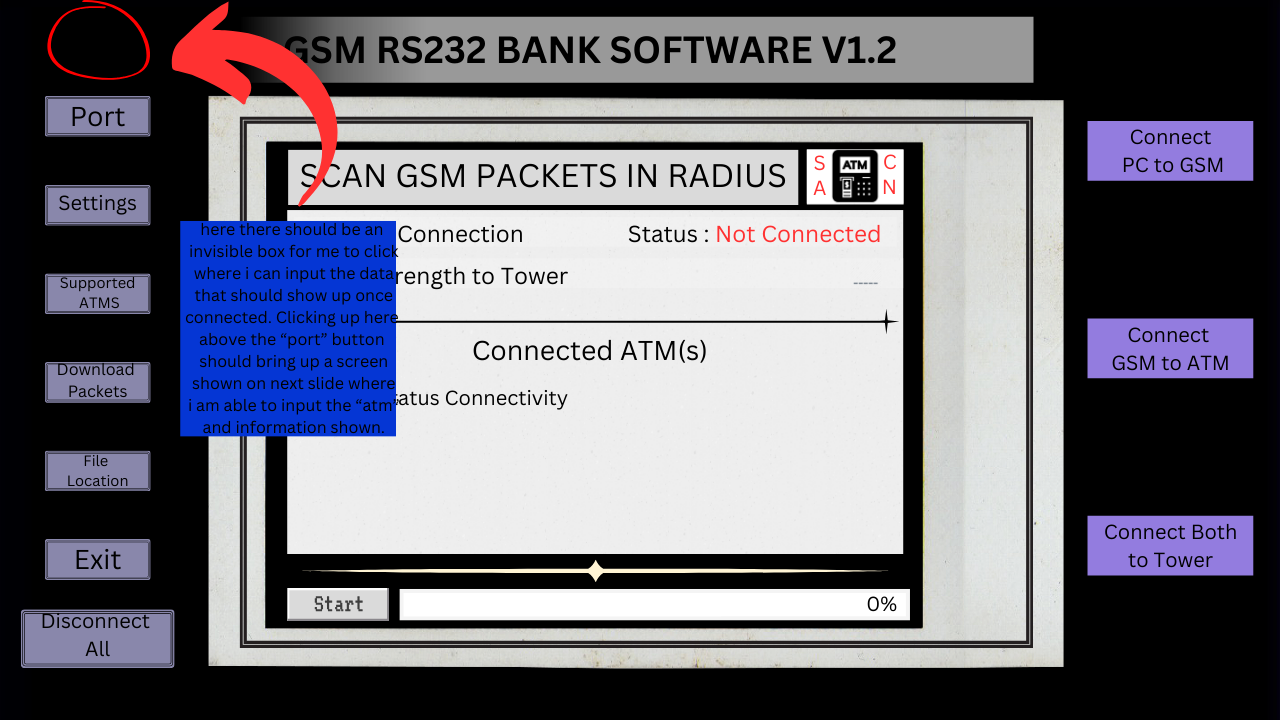 GSM RS232 BANK SOFTWARE V1.2
Port
Settings
Supported
ATMS
Download
Packets
File
Location
Exit
Disconnect
All
SCAN GSM PACKETS IN RADIUS
S
A
ATM
C
N
here there should be an
invisible box for me to click
where i can input the data
that should show up once
connected. Clicking up here
above the “port” button
should bring up a screen
shown on next slide where
i am able to input the “atm”
and information shown.
Connection
Status : Not Connected
rength to Tower
-----
Connected ATM(s)
atus Connectivity
Start
0%
Connect
PC to GSM
Connect
GSM to ATM
Connect Both
to Tower